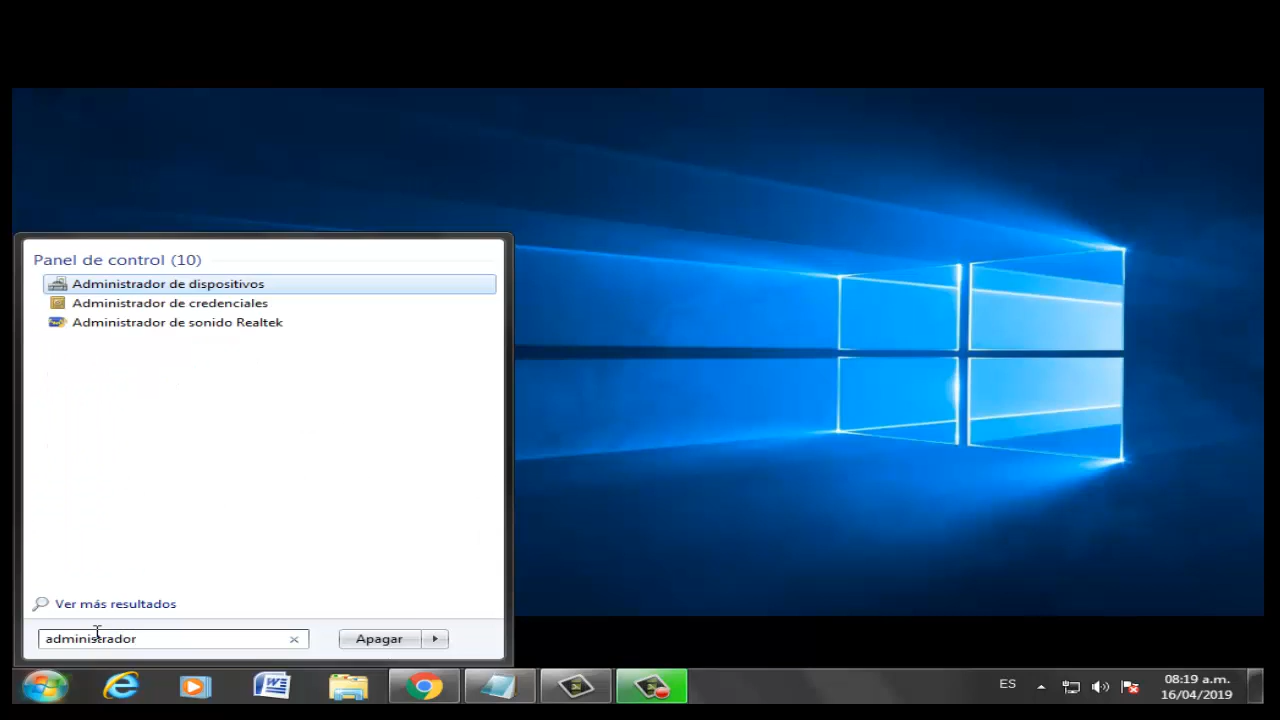 Panel de control (10)
Administrador de dispositivos
Administrador de credenciales
Administrador de sonido Realtek
Ver más resultados
administrador
Apagar
ES
08:19 a.m.
16/04/2019